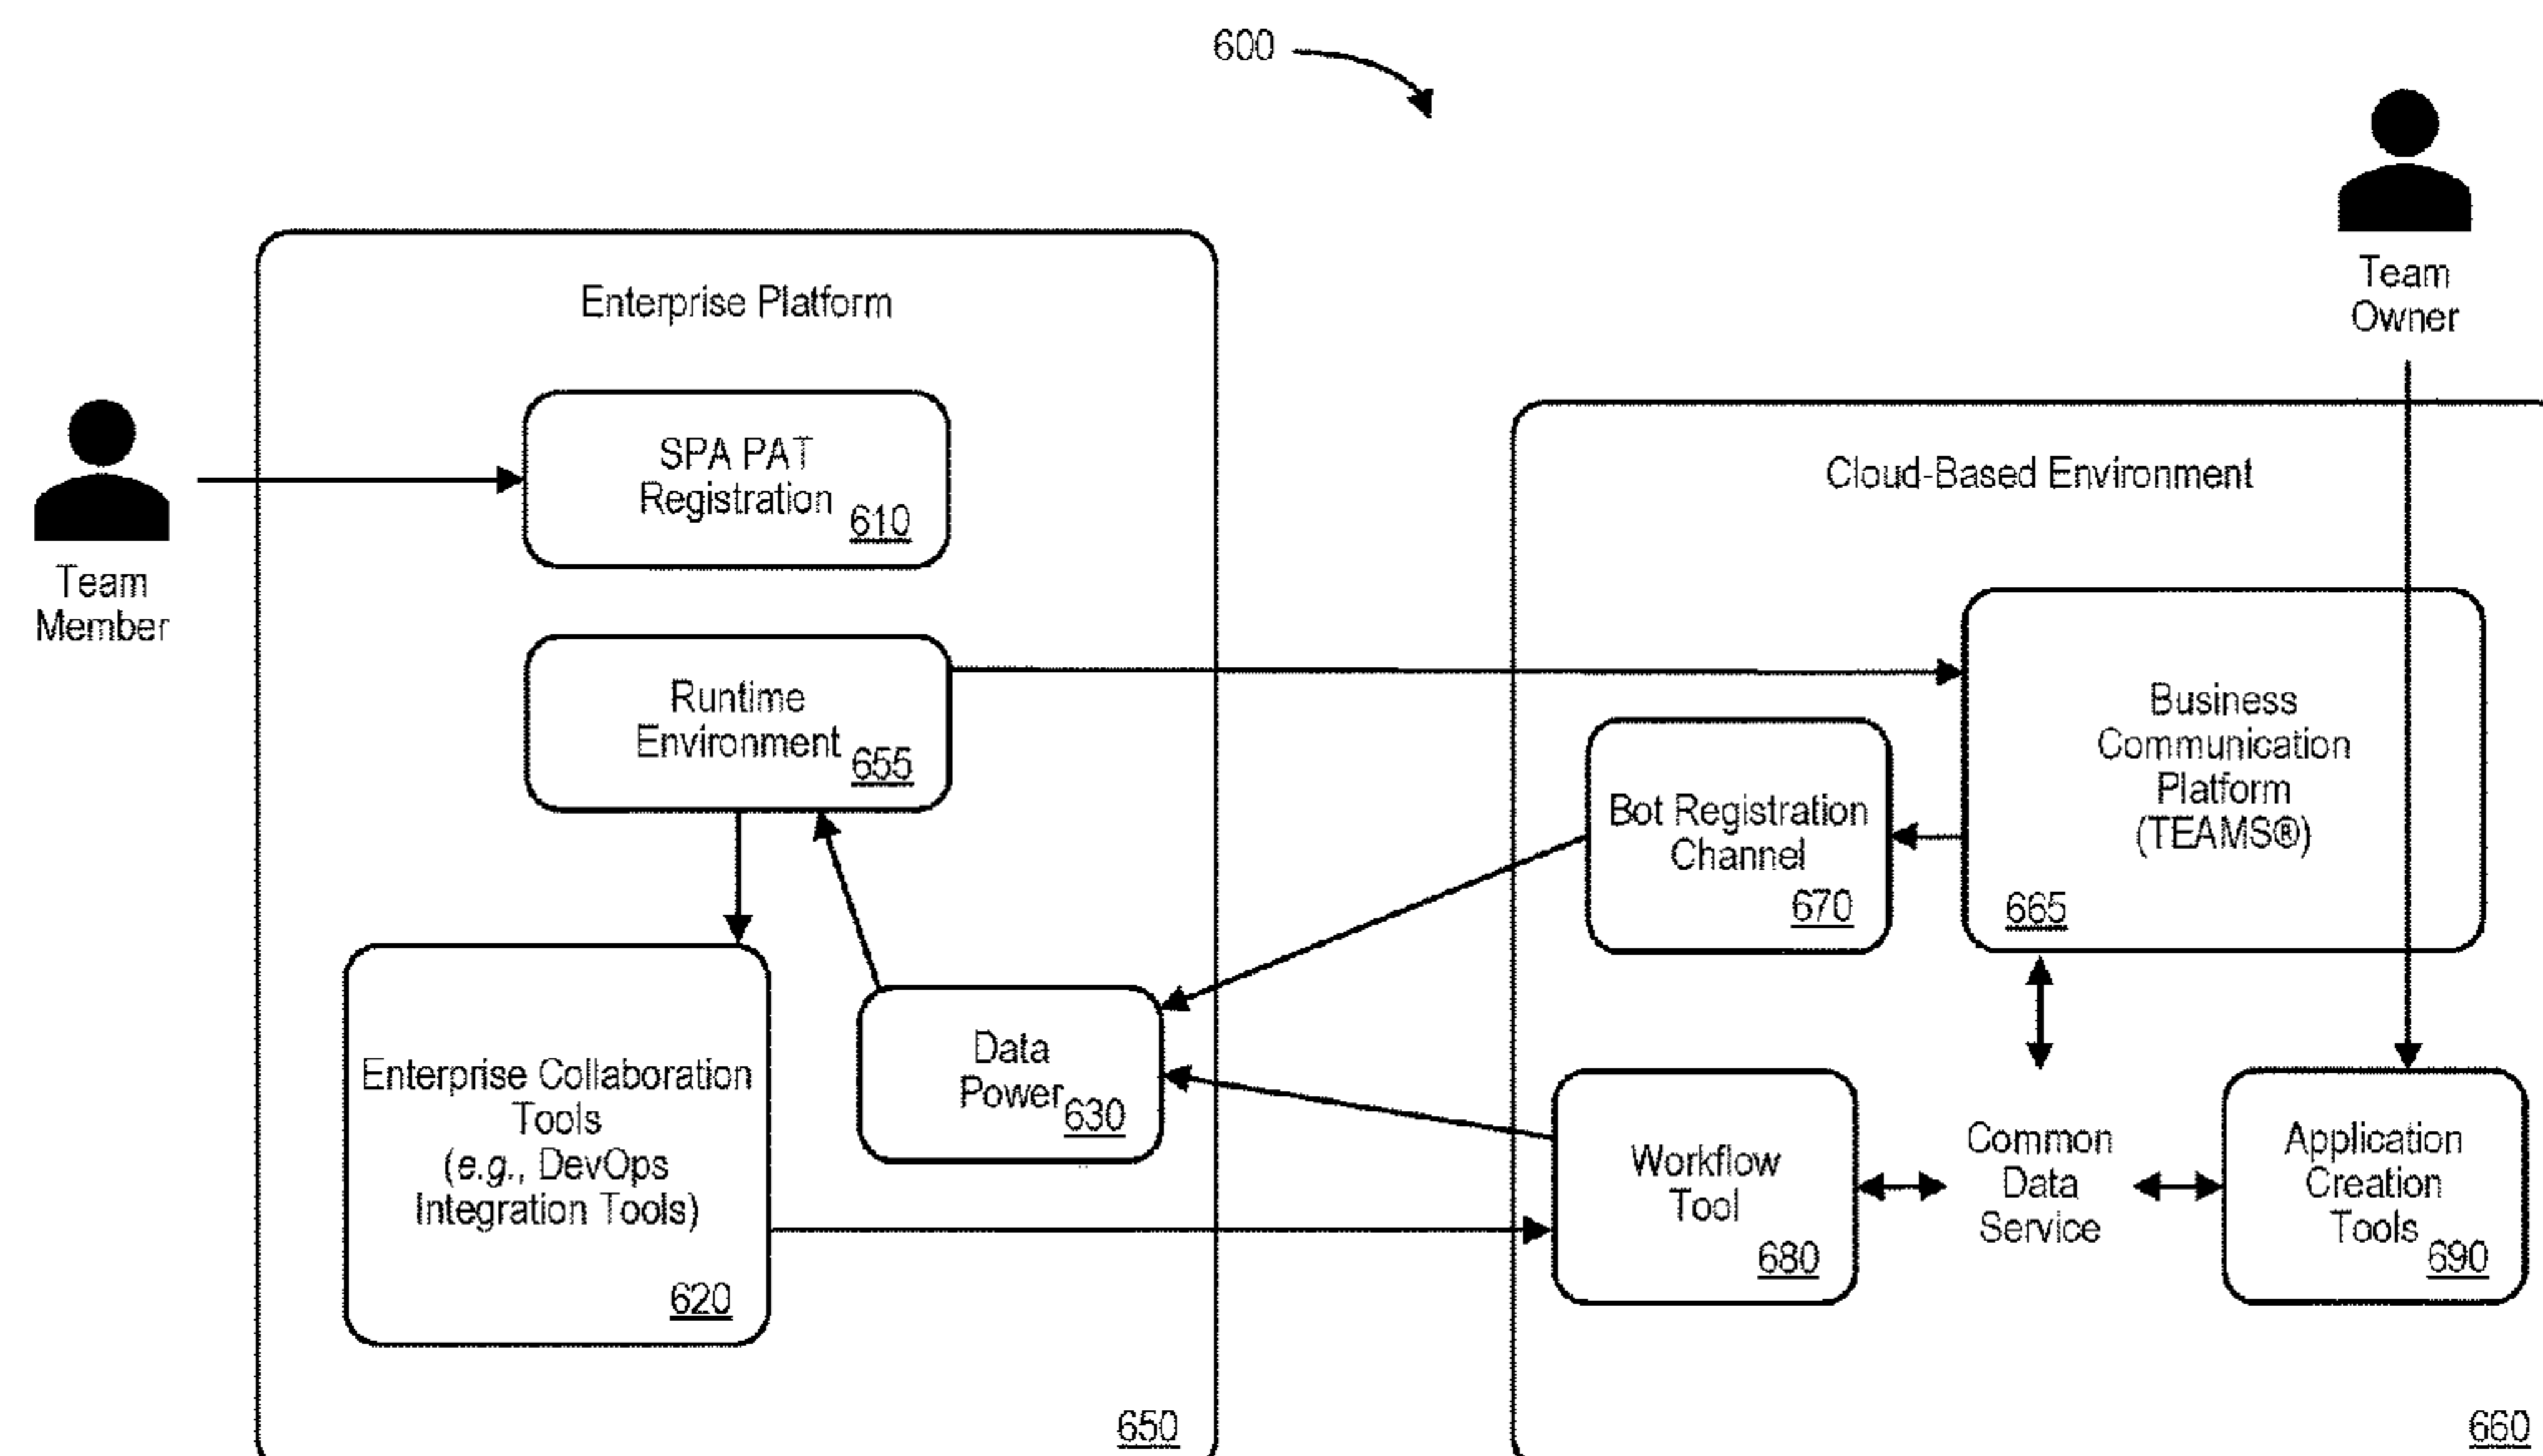 600
Team
Owner
Enterprise Platform
Cloud-Based Environment
SPA PAT
Registration
610
Team
Member
Runtime
Environment
655
Business
Communication
Platform
(TEAMS®)
665
Bot Registration
Channel
670
Enterprise Collaboration
Tools
(e.g., DevOps
Integration Tools)
620
Data
Power
630
Workflow
Tool
680
Common
Data
Service
Application
Creation
Tools
690
650
660